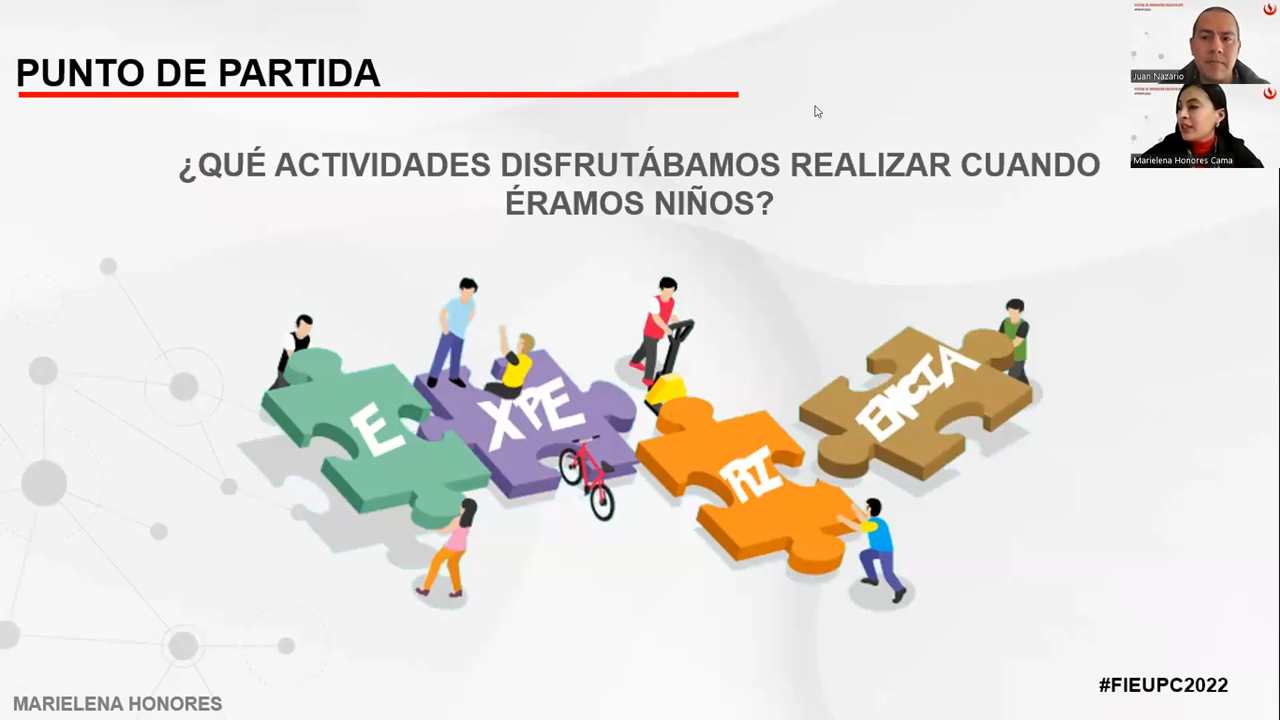 PUNTO DE PARTIDA
¿QUÉ ACTIVIDADES DISFRUTÁBAMOS REALIZAR CUANDO
ÉRAMOS NIÑOS?
E
XPE
RI
ENCIA
Juan Nazario
Marielena Honores Cama
#FIEUPC2022
MARIELENA HONORES